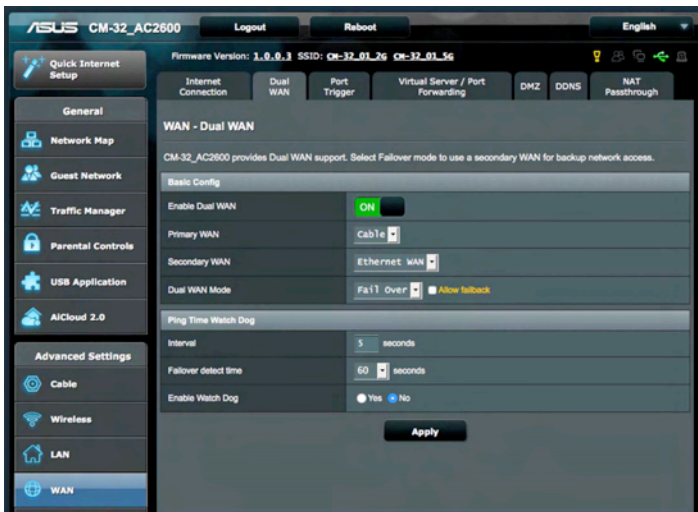 ASUS CM-32_AC2600 Logout Reboot English
Quick Internet Setup
Firmware Version: 1.0.0.3 SSID: CM-32_01_2G CM-32_01_5G
Internet Connection Dual WAN Port Trigger Virtual Server / Port Forwarding DMZ DDNS NAT Passthrough
General
Network Map
Guest Network
Traffic Manager
Parental Controls
USB Application
AiCloud 2.0
Advanced Settings
Cable
Wireless
LAN
WAN
WAN - Dual WAN
CM-32_AC2600 provides Dual WAN support. Select Failover mode to use a secondary WAN for backup network access.
Basic Config
Enable Dual WAN ON
Primary WAN Cable
Secondary WAN Ethernet WAN
Dual WAN Mode Fail Over Allow failback
Ping Time Watch Dog
Interval 5 seconds
Failover detect time 60 seconds
Enable Watch Dog Yes No
Apply